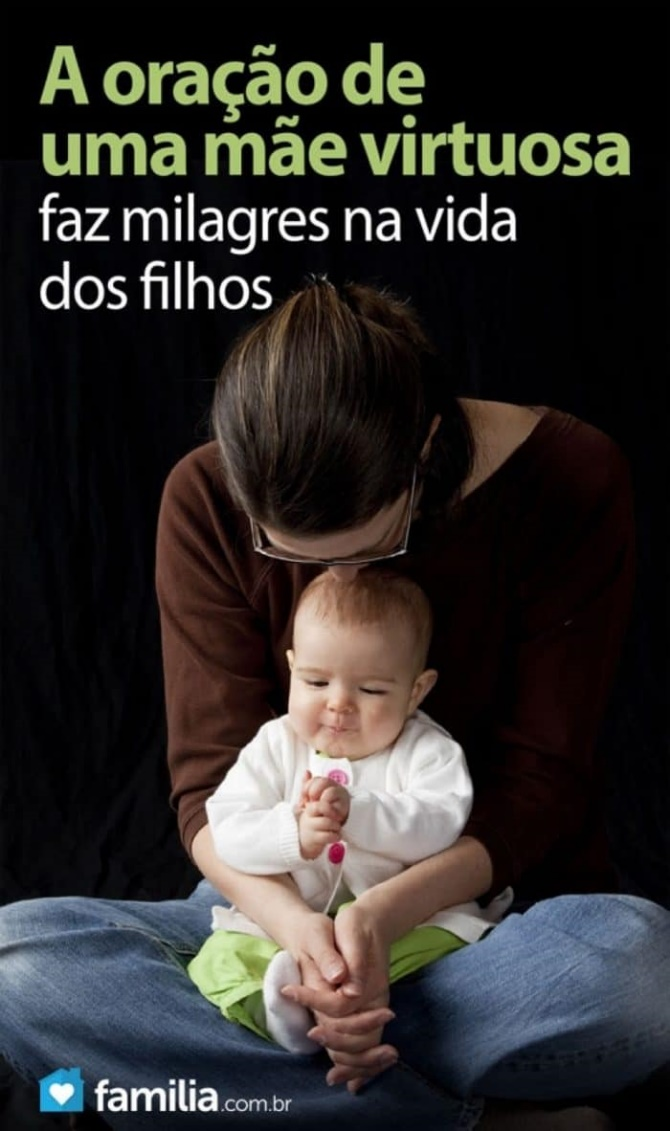 A oração de
uma mãe virtuosa
faz milagres na vida
dos filhos
familia.com.br